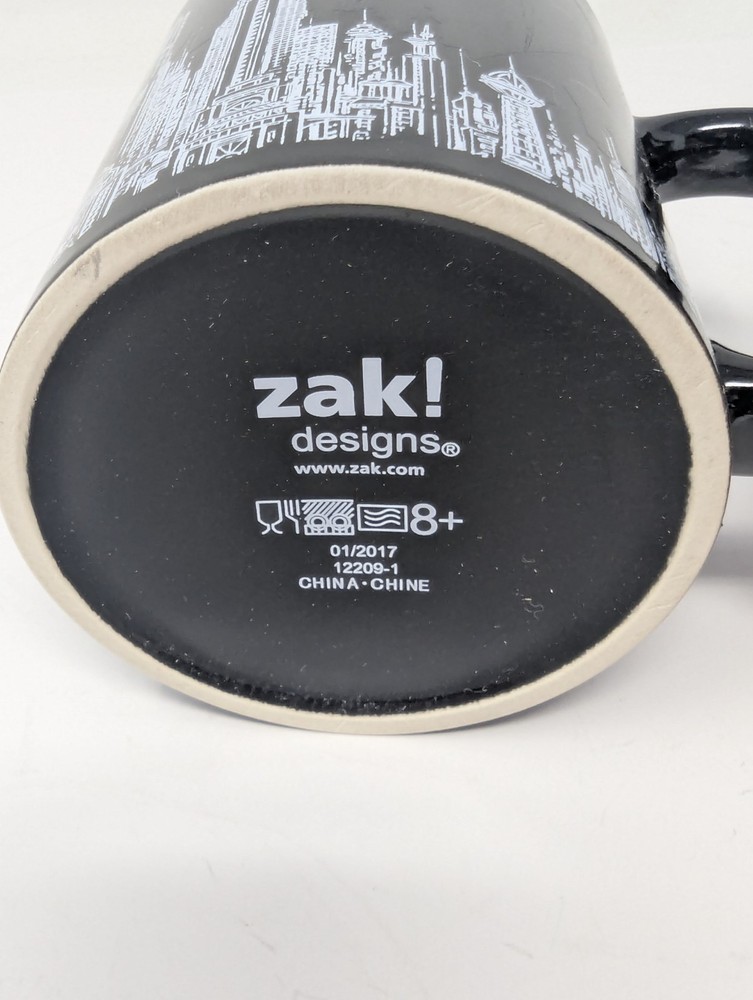 zak!
designs®
www.zak.com
8+
01/2017
12209-1
CHINA·CHINE